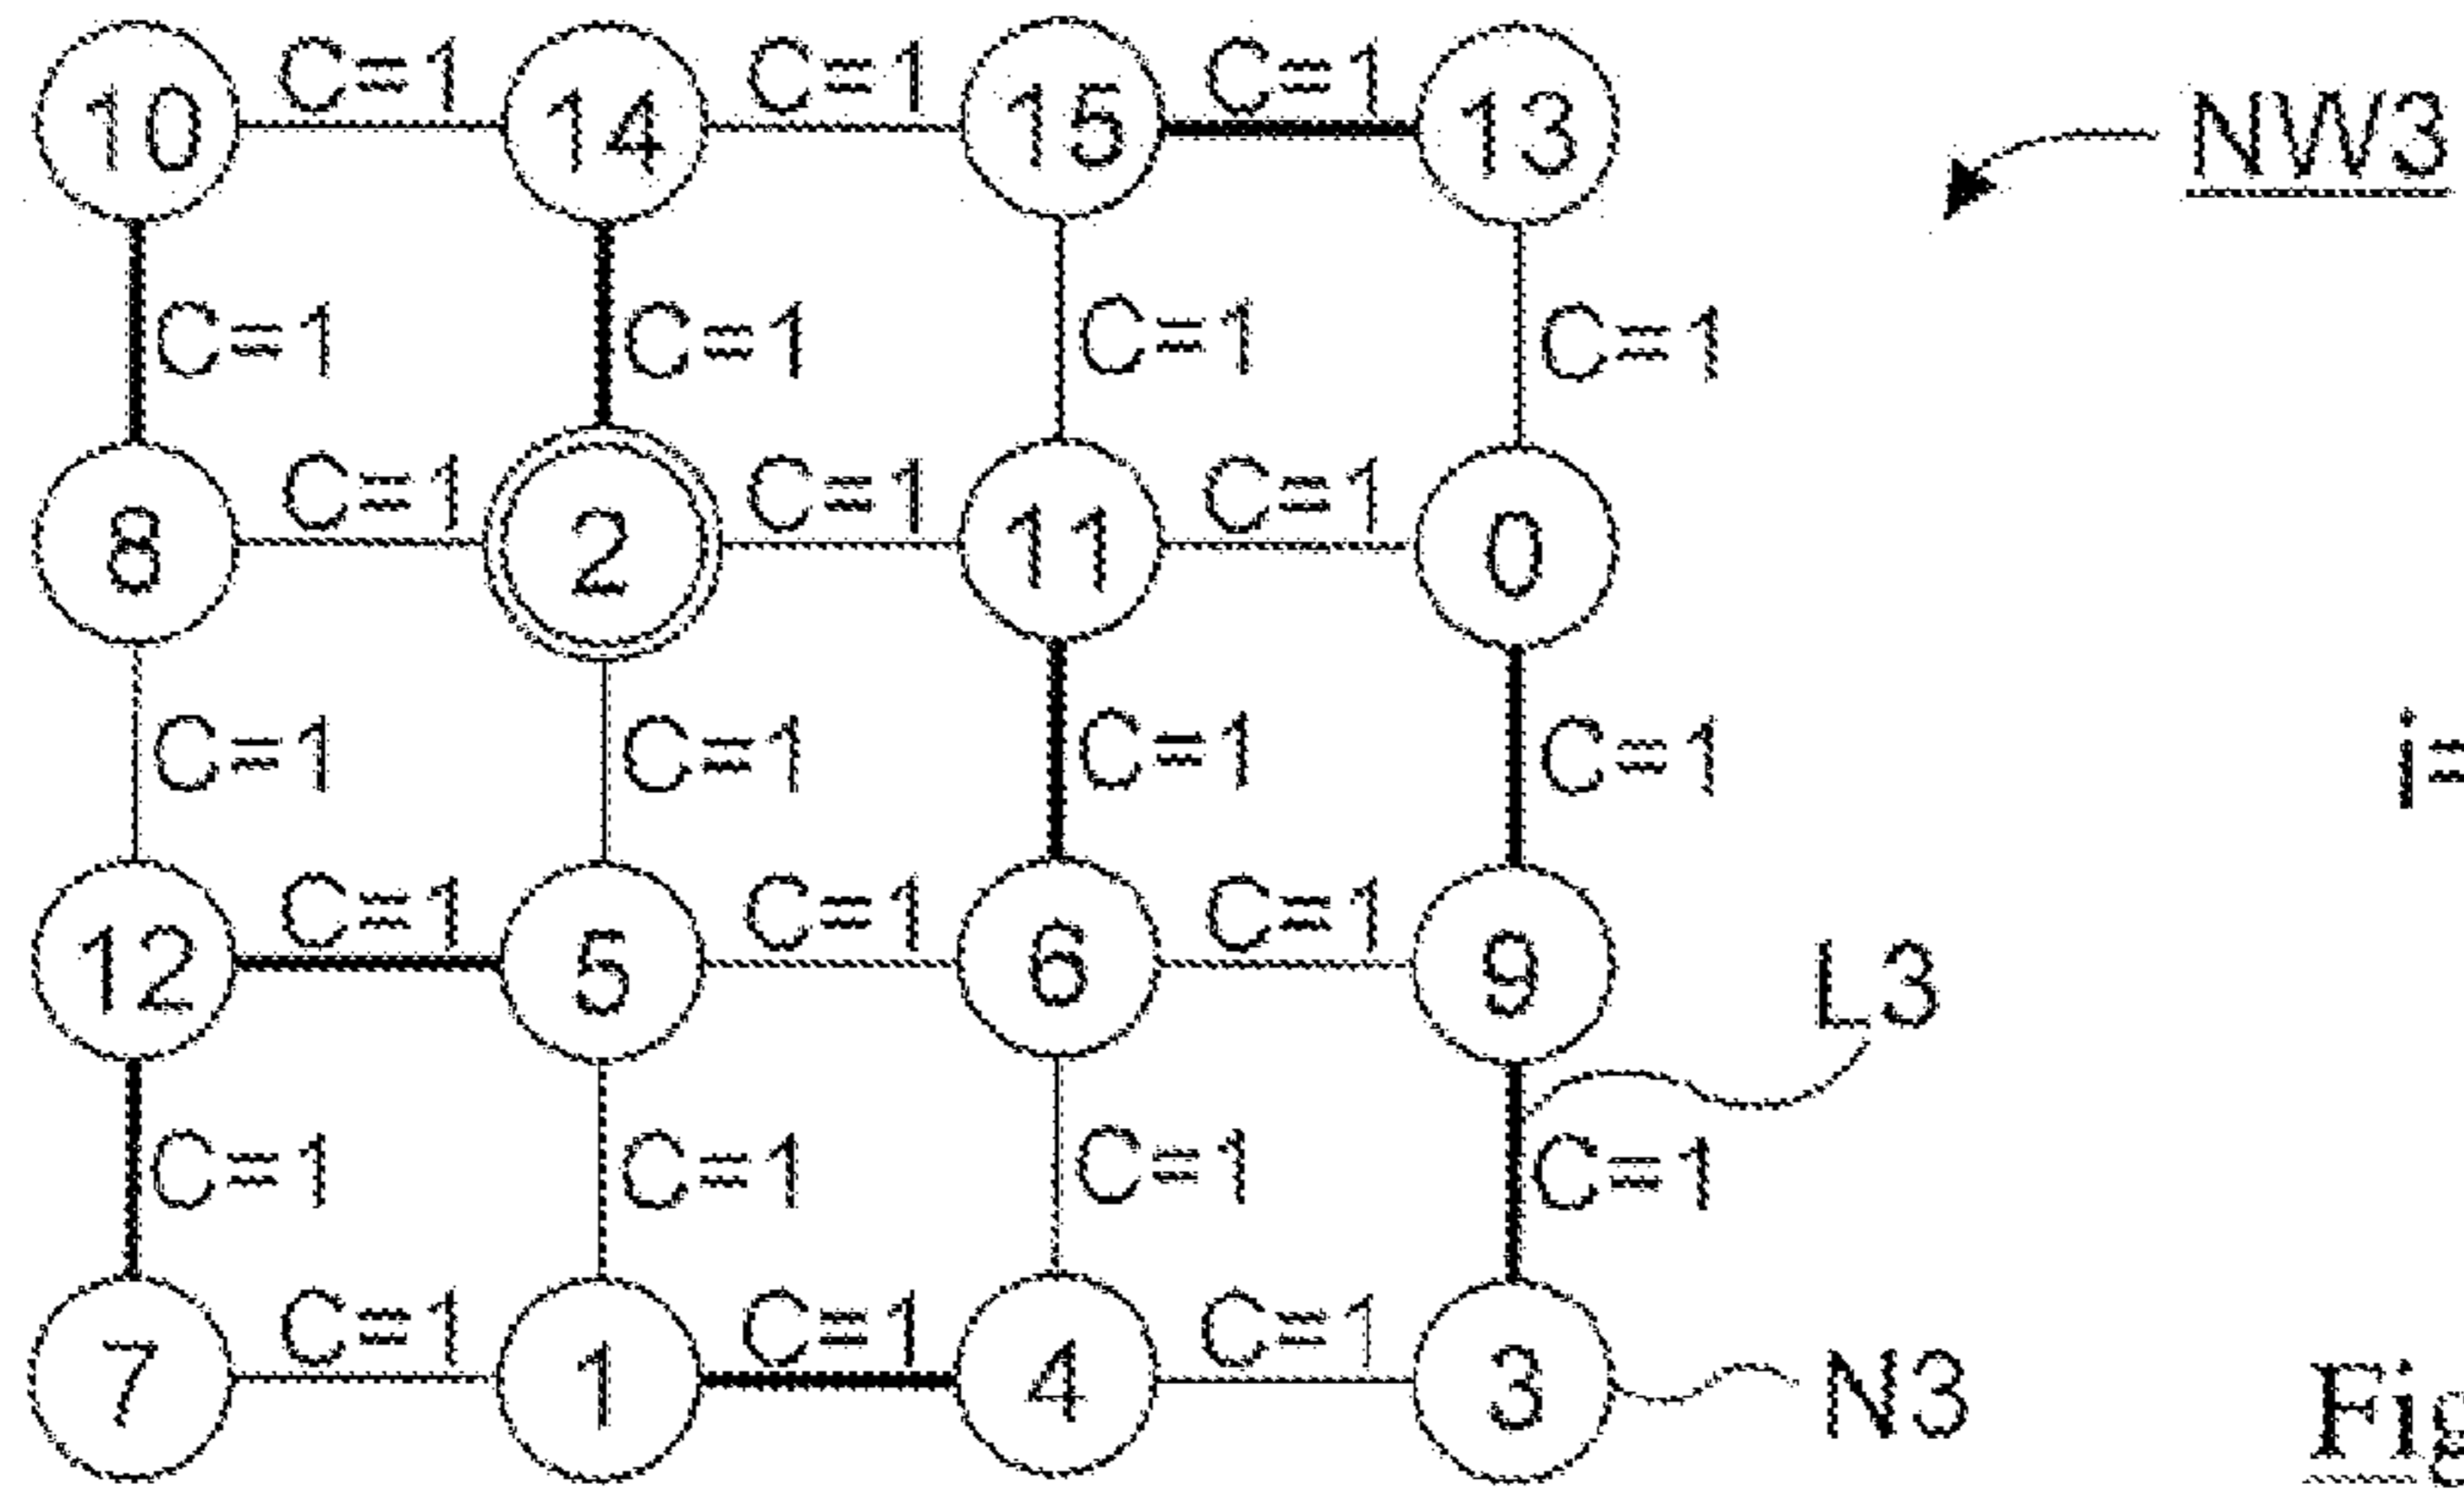 10 C=1 14 C=1 15 C=1 13 NW3
C=1 C=1 C=1 C=1
8 C=1 2 C=1 11 C=1 0
C=1 C=1 C=1 C=1 i=
12 C=1 5 C=1 6 C=1 9 L3
C=1 C=1 C=1 C=1
7 C=1 1 C=1 4 C=1 3 N3 Fig